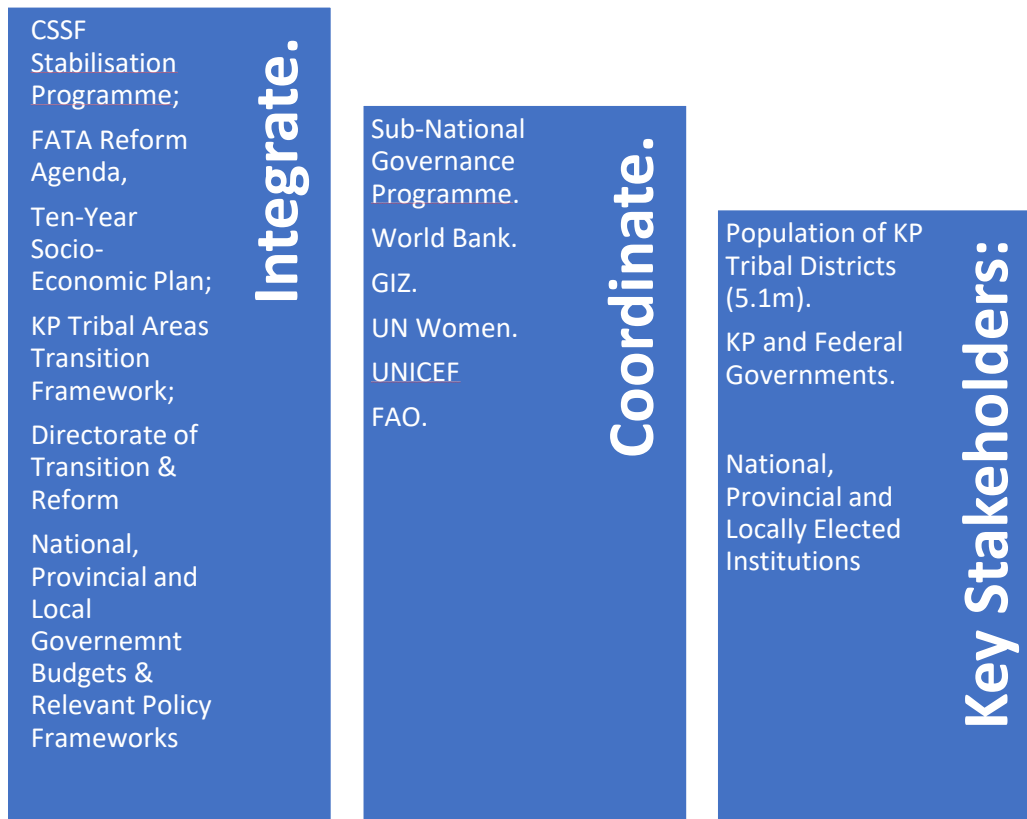 CSSF
Stabilisation
Programme;
FATA Reform
Agenda,
Ten-Year
Socio-
Economic Plan;
KP Tribal Areas
Transition
Framework;
Directorate of
Transition &
Reform
National,
Provincial and
Local
Governemnt
Budgets &
Relevant Policy
Frameworks
Integrate.
Sub-National
Governance
Programme.
World Bank.
GIZ.
UN Women.
UNICEF
FAO.
Coordinate.
Population of KP
Tribal Districts
(5.1m).
KP and Federal
Governments.
National,
Provincial and
Locally Elected
Institutions
Key Stakeholders: